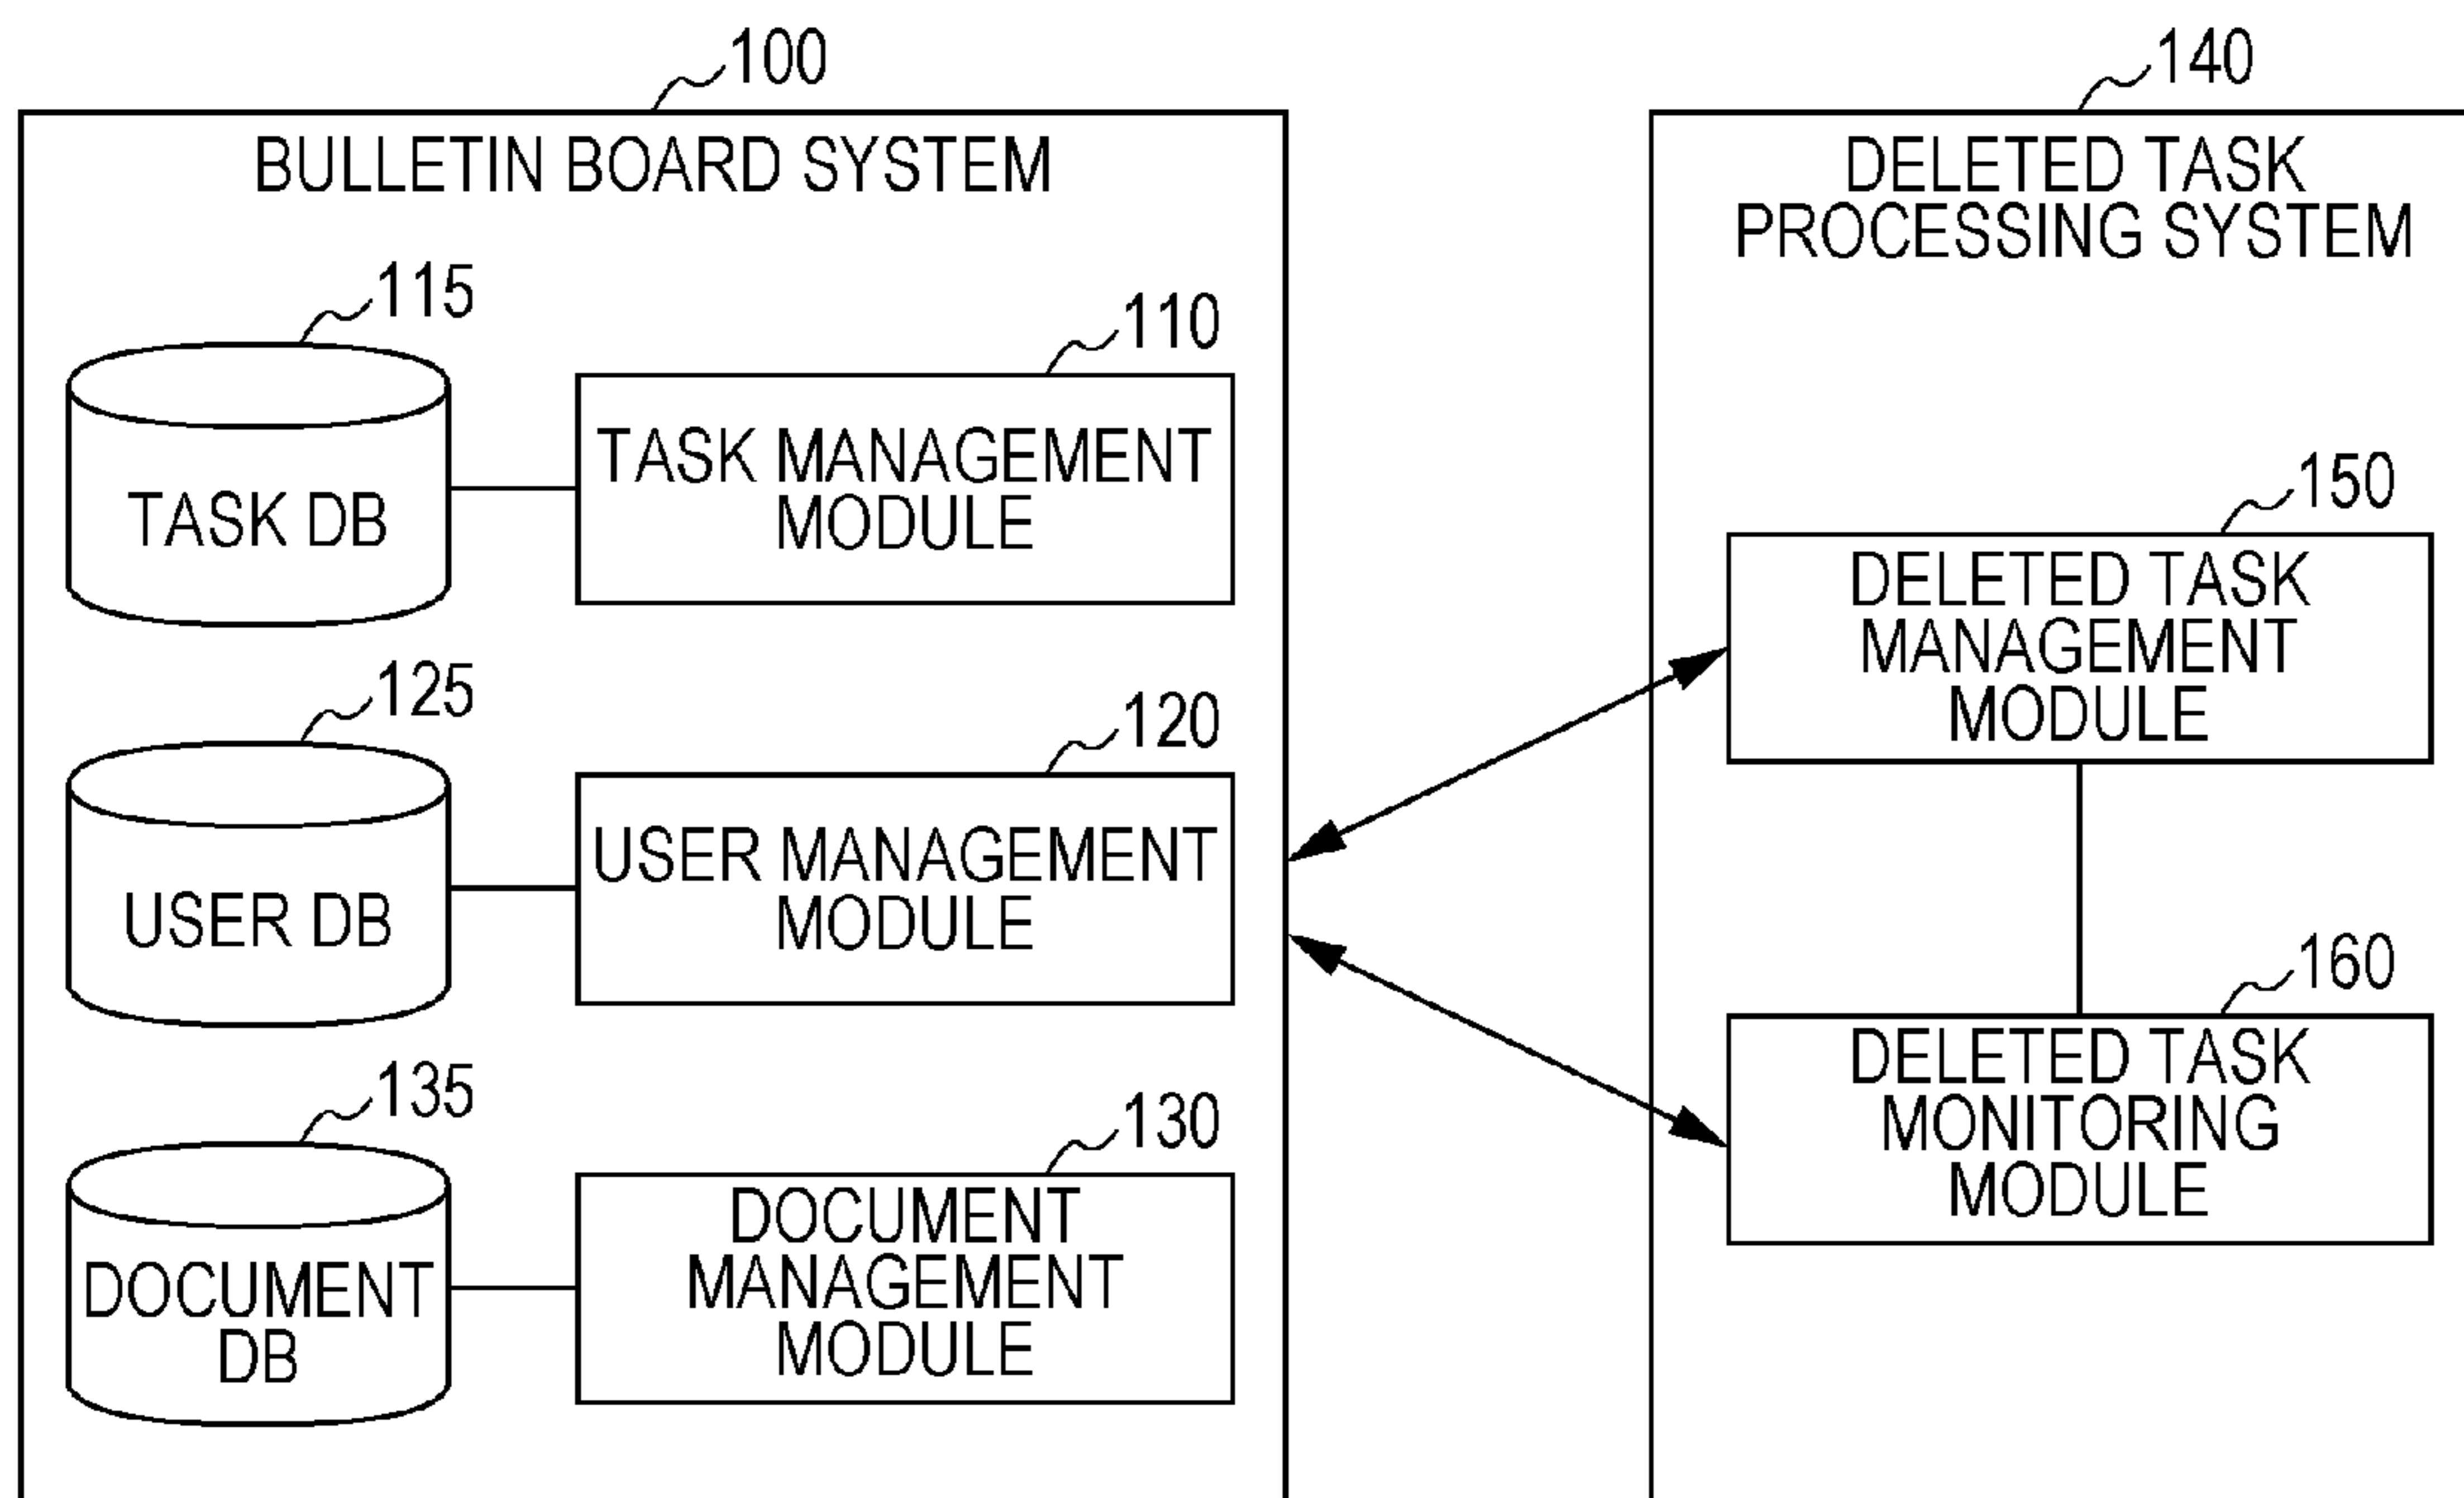 100
BULLETIN BOARD SYSTEM
115
TASK DB
110
TASK MANAGEMENT
MODULE
125
USER DB
120
USER MANAGEMENT
MODULE
135
DOCUMENT
DB
130
DOCUMENT
MANAGEMENT
MODULE
140
DELETED TASK
PROCESSING SYSTEM
150
DELETED TASK
MANAGEMENT
MODULE
160
DELETED TASK
MONITORING
MODULE